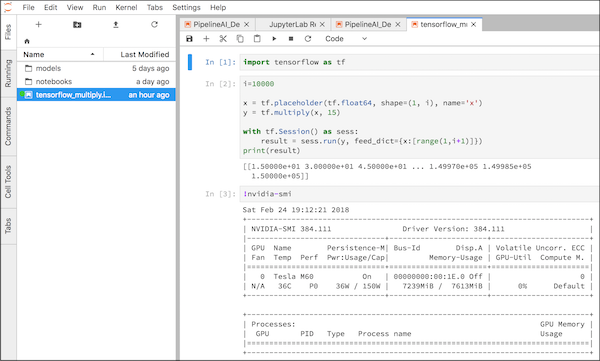 File Edit View Run Kernel Tabs Settings Help
Files
Running
Commands
Cell Tools
Tabs
Name Last Modified
models 5 days ago
notebooks a day ago
tensorflow_multiply.i... an hour ago
PipelineAI_De JupyterLab Re PipelineAI_De tensorflow_mu
Code
In [1]: import tensorflow as tf
In [2]: i=10000
x = tf.placeholder(tf.float64, shape=(1, i), name='x')
y = tf.multiply(x, 15)
with tf.Session() as sess:
result = sess.run(y, feed_dict={x:[range(1,i+1)]})
print(result)
[[1.50000e+01 3.00000e+01 4.50000e+01 ... 1.49970e+05 1.49985e+05
1.50000e+05]]
In [3]: !nvidia-smi
Sat Feb 24 19:12:21 2018
+-----------------------------------------------------------------------------+
| NVIDIA-SMI 384.111 Driver Version: 384.111 |
|-------------------------------+----------------------+----------------------+
| GPU Name Persistence-M| Bus-Id Disp.A | Volatile Uncorr. ECC
| Fan Temp Perf Pwr:Usage/Cap| Memory-Usage | GPU-Util Compute M.
|===============================+======================+======================|
| 0 Tesla M60 On | 00000000:00:1E.0 Off | 0
| N/A 36C P0 36W / 150W | 7239MiB / 7613MiB | 0% Default
+-------------------------------+----------------------+----------------------+
+-----------------------------------------------------------------------------+
| Processes: GPU Memory
| GPU PID Type Process name Usage
|=============================================================================|
+-----------------------------------------------------------------------------+